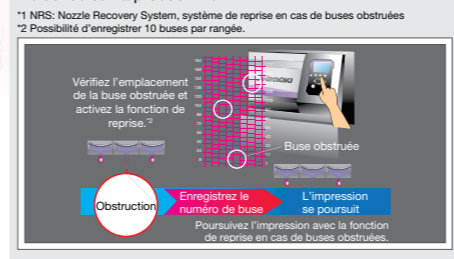 *1 NRS: Nozzle Recovery System, système de reprise en cas de buses obstruées
*2 Possibilité d'enregistrer 10 buses par rangée.
Vérifiez l'emplacement
de la buse obstruée et
activez la fonction de
reprise.*2
Buse obstruée
Obstruction
Enregistrez le
numéro de buse
L'impression
se poursuit
Poursuivez l'impression avec la fonction
de reprise en cas de buses obstruées.